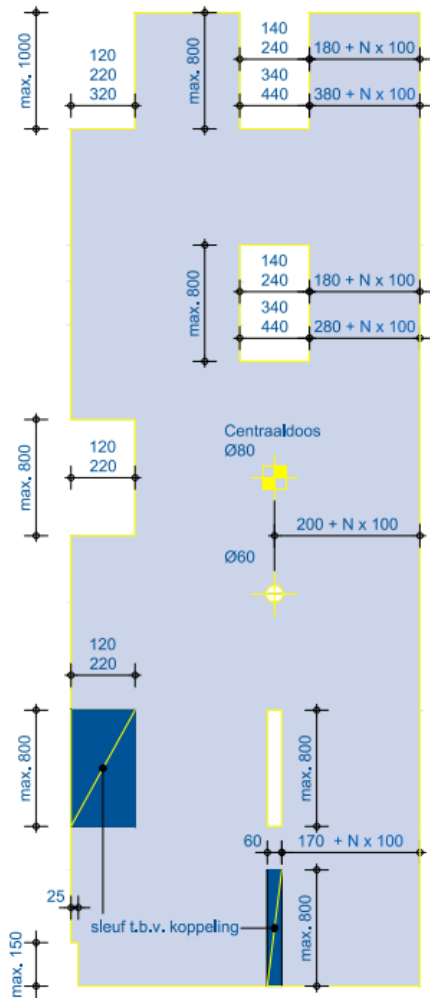 max. 1000
120
220
320
max. 800
140
240
340
440
180 + N x 100
380 + N x 100
max. 800
140
240
340
440
180 + N x 100
280 + N x 100
max. 800
120
220
Centraaldoos
Ø80
200 + N x 100
Ø60
120
220
max. 800
max. 800
60
170 + N x 100
25
sleuf t.b.v. koppeling
max. 800
max. 150